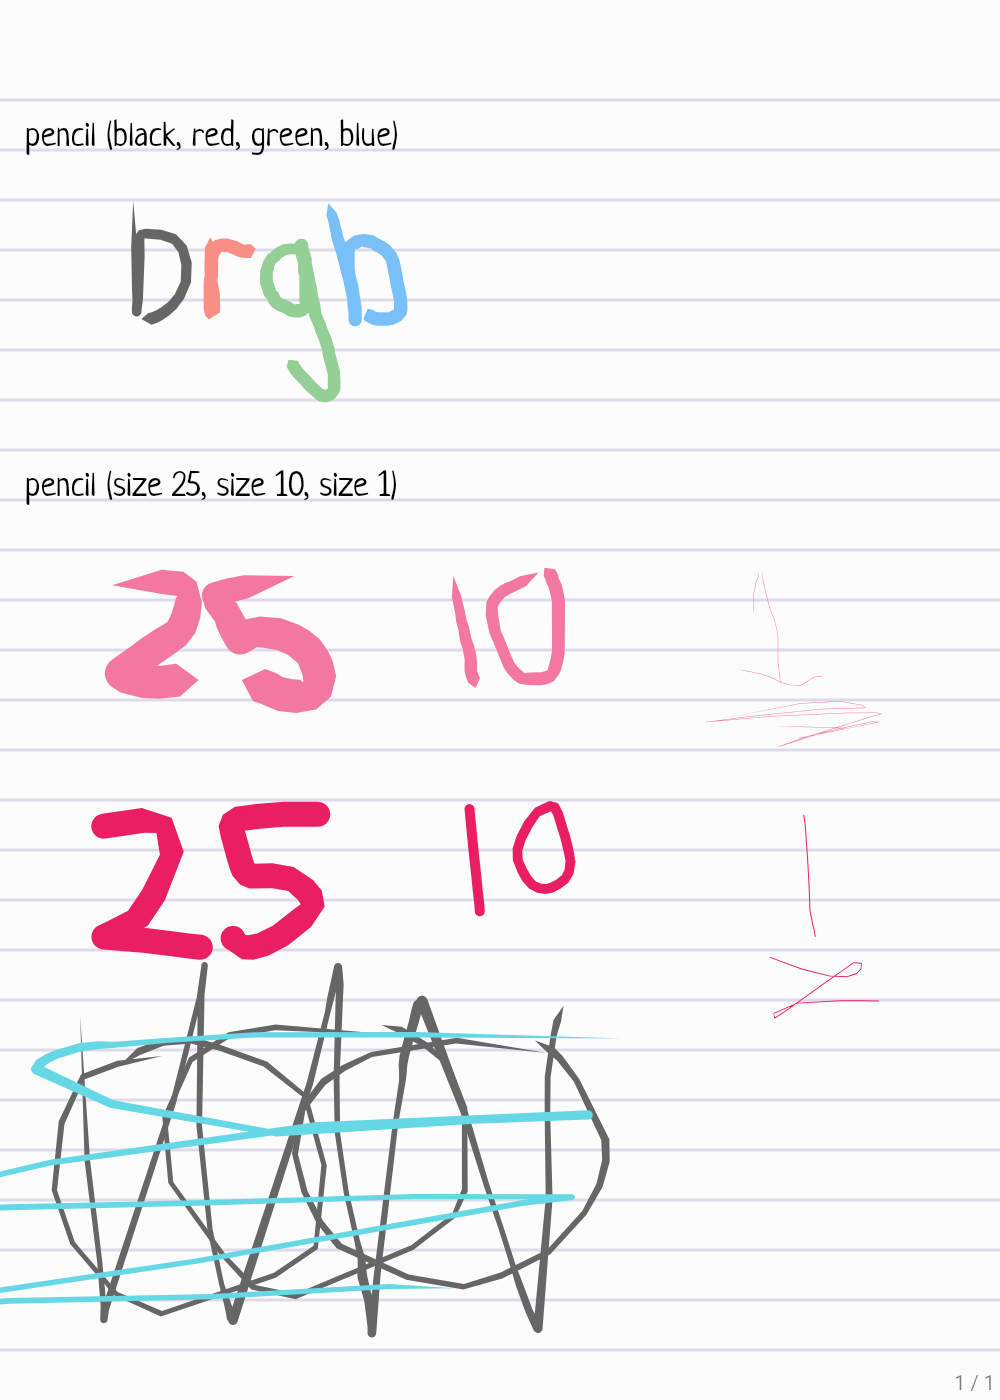 pencil (black, red, green, blue)
brgb
pencil (size 25, size 10, size 1)
25 10 1
25 10 1
1 / 1